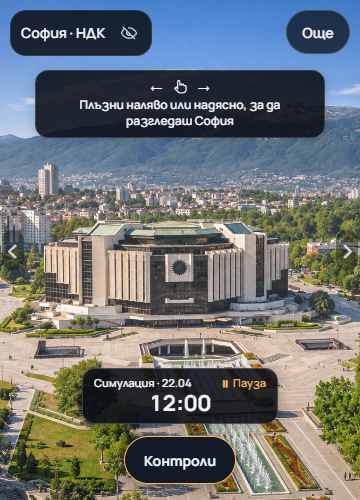 София · НДК
Още
← →
Плъзни наляво или надясно, за да
разгледаш София
Симулация · 22.04
Пауза
12:00
Контроли